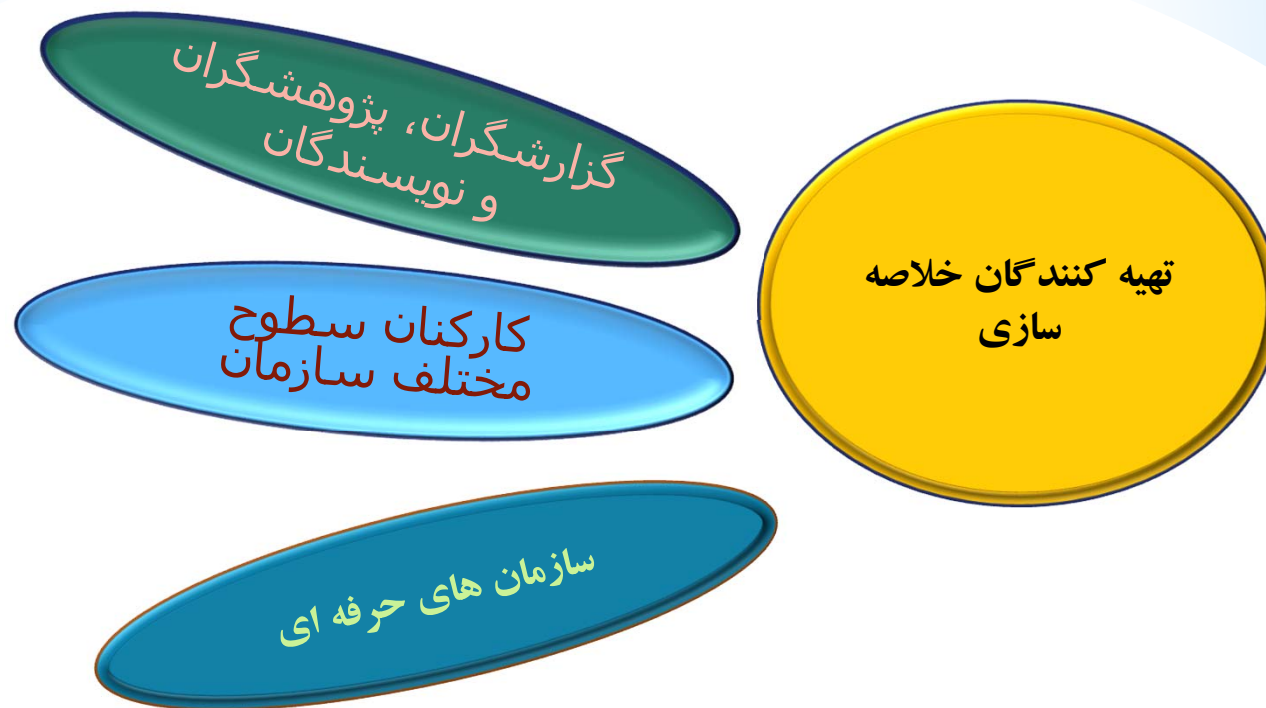 تهیه کنندگان خلاصه
سازی
گزارشگران، پژوهشگران
و نویسندگان
کارکنان سطوح
مختلف سازمان
سازمان های حرفه ای